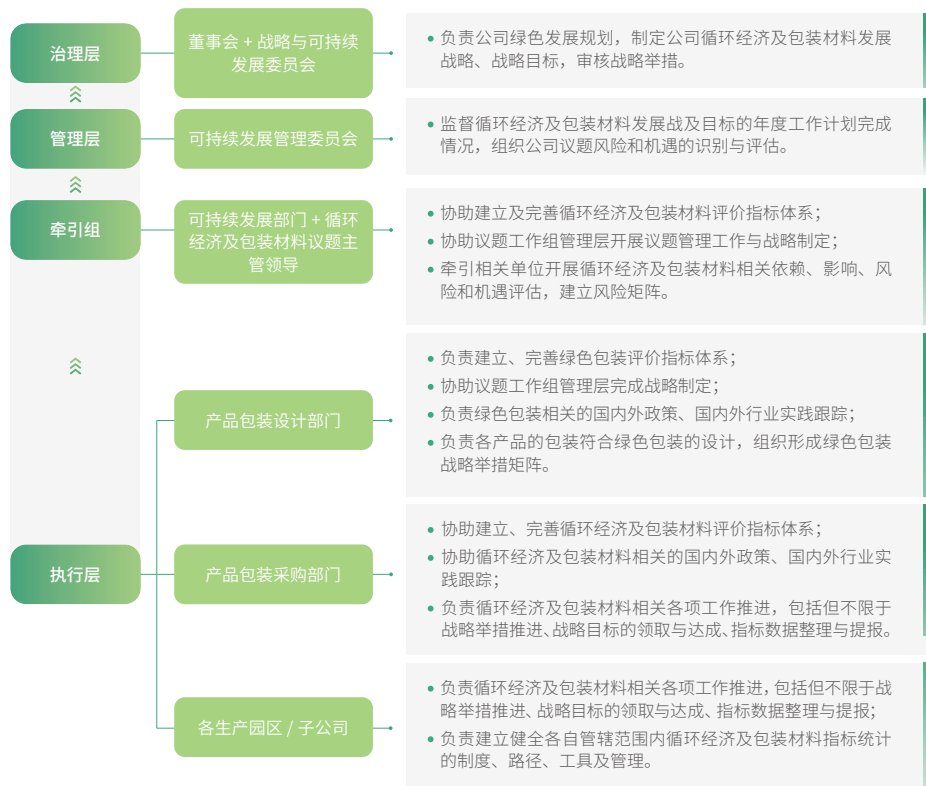 治理层
董事会 + 战略与可持续
发展委员会
负责公司绿色发展规划，制定公司循环经济及包装材料发展
战略、战略目标，审核战略举措。
管理层
可持续发展管理委员会
监督循环经济及包装材料发展战及目标的年度工作计划完成
情况，组织公司议题风险和机遇的识别与评估。
牵引组
可持续发展部门 + 循环
经济及包装材料议题主
管领导
协助建立及完善循环经济及包装材料评价指标体系；
协助议题工作组管理层开展议题管理工作与战略制定；
牵引相关单位开展循环经济及包装材料相关依赖、影响、风
险和机遇评估，建立风险矩阵。
执行层
产品包装设计部门
负责建立、完善绿色包装评价指标体系；
协助议题工作组管理层完成战略制定；
负责绿色包装相关的国内外政策、国内外行业实践跟踪；
负责各产品的包装符合绿色包装的设计，组织形成绿色包装
战略举措矩阵。
产品包装采购部门
协助建立、完善循环经济及包装材料评价指标体系；
协助循环经济及包装材料相关的国内外政策、国内外行业实
践跟踪；
负责循环经济及包装材料相关各项工作推进，包括但不限于
战略举措推进、战略目标的领取与达成、指标数据整理与提报。
各生产园区 / 子公司
负责循环经济及包装材料相关各项工作推进，包括但不限于战
略举措推进、战略目标的领取与达成、指标数据整理与提报；
负责建立健全各自管辖范围内循环经济及包装材料指标统计
的制度、路径、工具及管理。